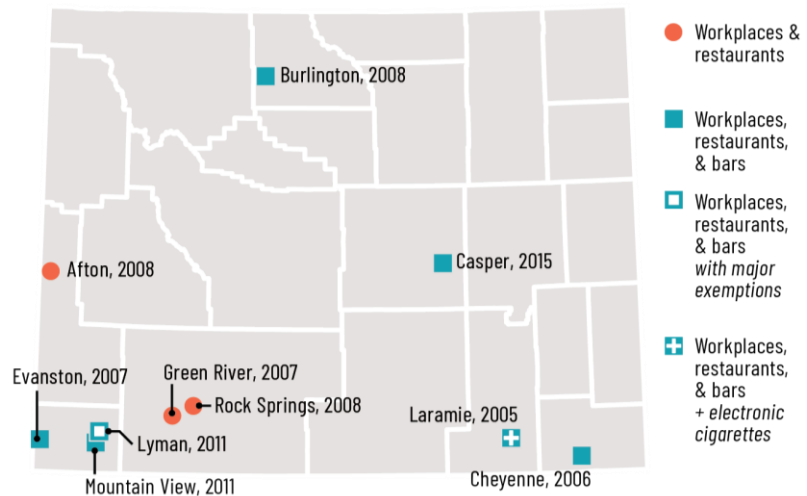 Burlington, 2008
Casper, 2015
Afton, 2008
Evanston, 2007
Green River, 2007
Rock Springs, 2008
Lyman, 2011
Mountain View, 2011
Laramie, 2005
Cheyenne, 2006
Workplaces &
restaurants
Workplaces,
restaurants,
& bars
Workplaces,
restaurants,
& bars
with major
exemptions
Workplaces,
restaurants,
& bars
+ electronic
cigarettes